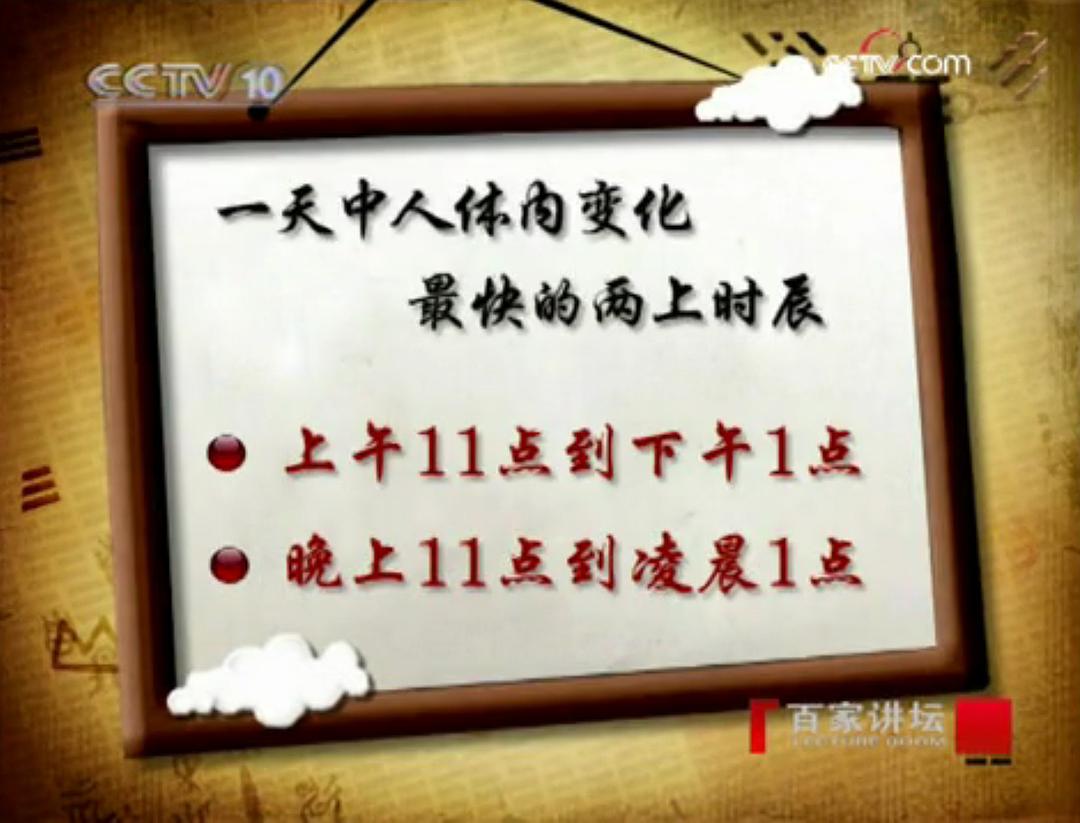 CCTV 10
CCTV.com
一天中人体内变化
最快的两上时辰
上午11点到下午1点
晚上11点到凌晨1点
百家讲坛
LECTURE ROOM